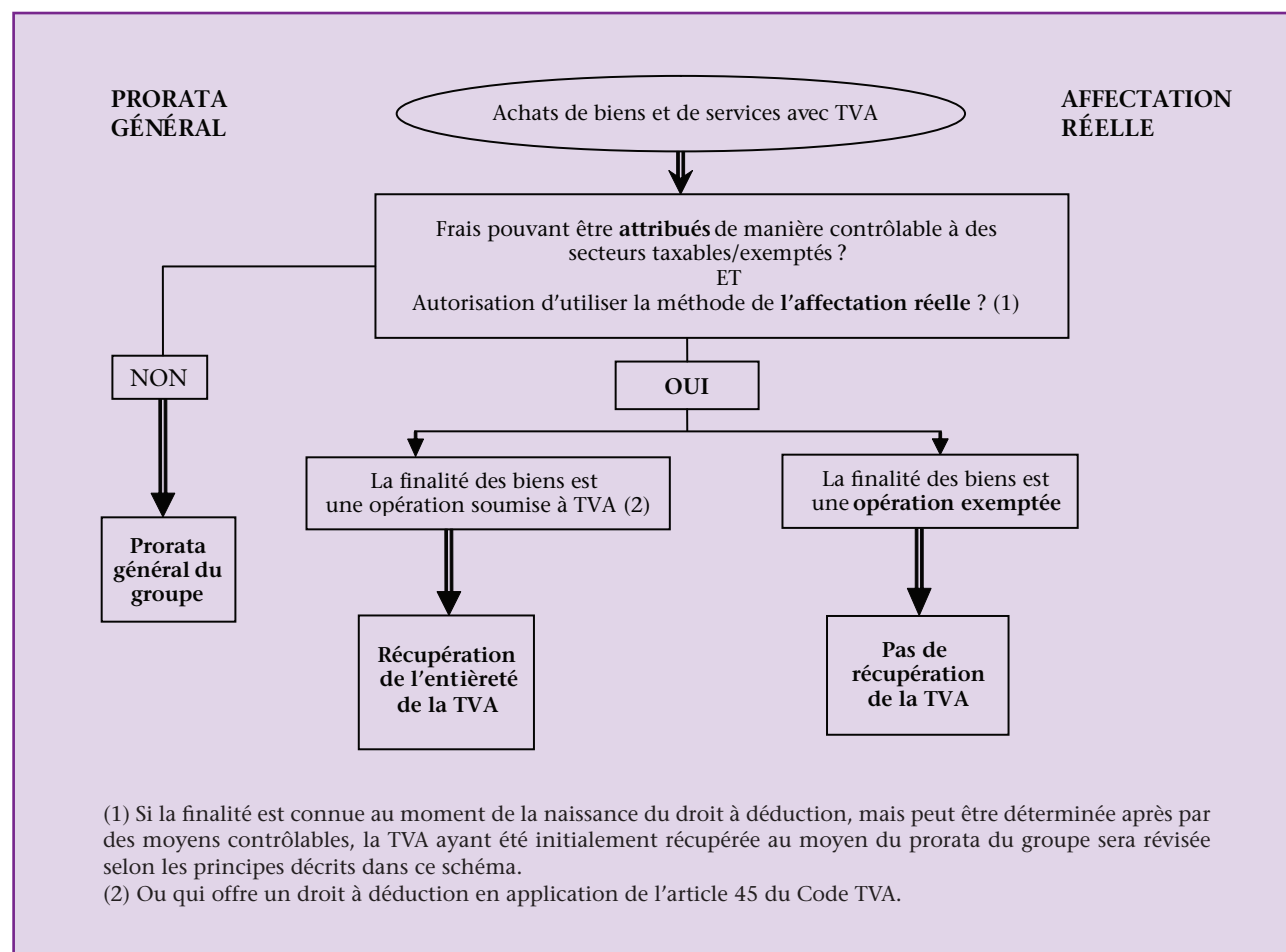 PRORATA
GÉNÉRAL
Achats de biens et de services avec TVA
AFFECTATION
RÉELLE
Frais pouvant être attribués de manière contrôlable à des
secteurs taxables/exemptés ?
ET
Autorisation d'utiliser la méthode de l'affectation réelle ? (1)
NON
OUI
La finalité des biens est
une opération soumise à TVA (2)
La finalité des biens est
une opération exemptée
Prorata
général du
groupe
Récupération
de l'entièreté
de la TVA
Pas de
récupération
de la TVA
(1) Si la finalité est connue au moment de la naissance du droit à déduction, mais peut être déterminée après par
des moyens contrôlables, la TVA ayant été initialement récupérée au moyen du prorata du groupe sera révisée
selon les principes décrits dans ce schéma.
(2) Ou qui offre un droit à déduction en application de l'article 45 du Code TVA.